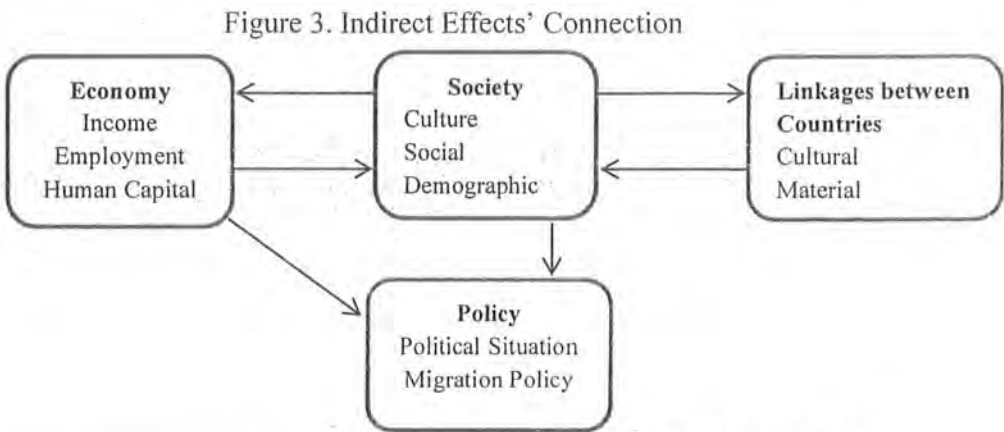 Figure 3. Indirect Effects' Connection
Economy
Income
Employment
Human Capital
Society
Culture
Social
Demographic
Linkages between
Countries
Cultural
Material
Policy
Political Situation
Migration Policy